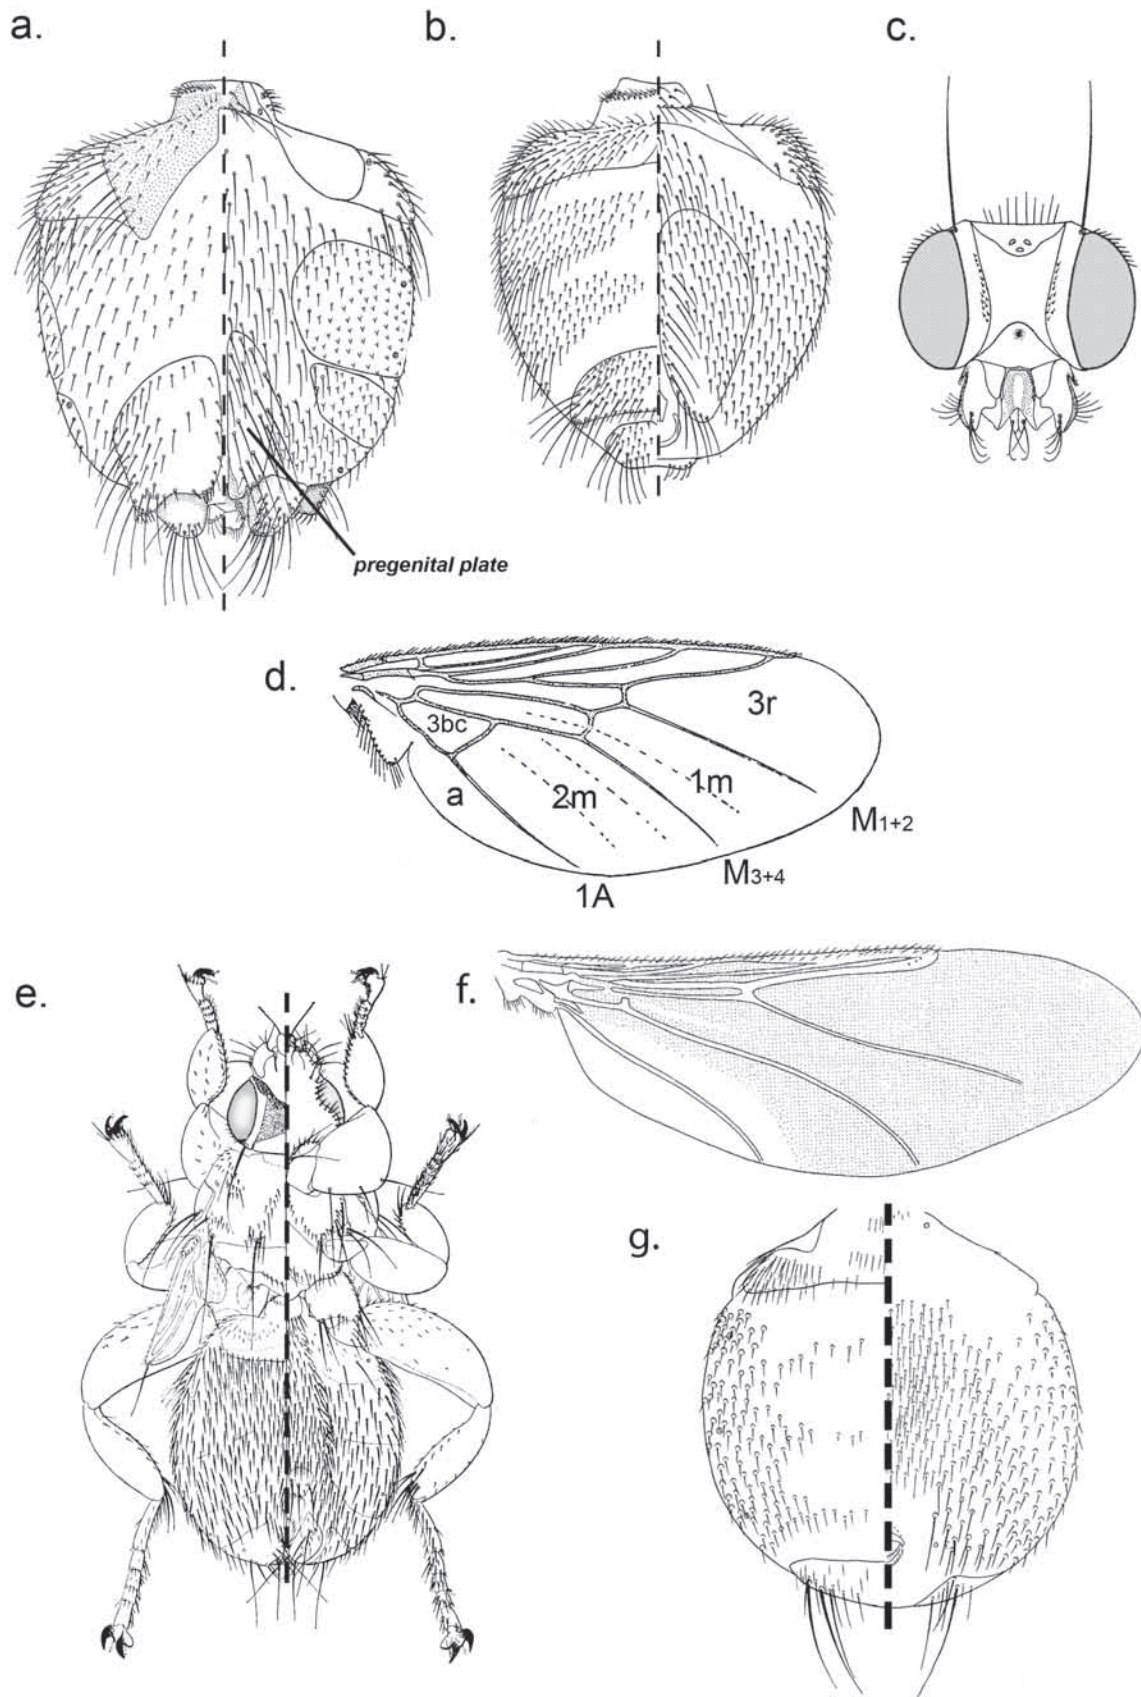 a.
b.
c.
pregenital plate
d.
3bc
3r
a
2m
1m
M1+2
M3+4
1A
e.
f.
g.